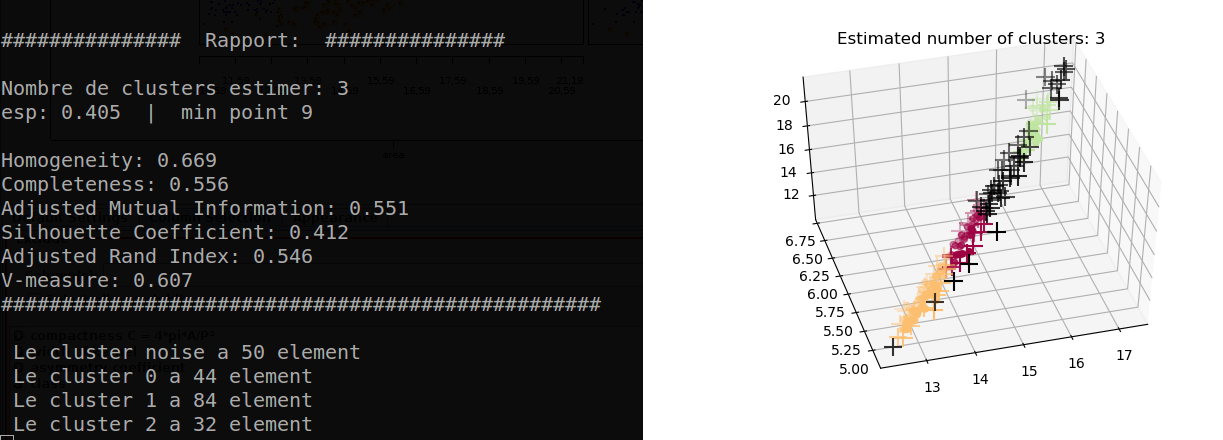 ############### Rapport: ###############
Nombre de clusters estimer: 3
esp: 0.405 | min point 9
Homogeneity: 0.669
Completeness: 0.556
Adjusted Mutual Information: 0.551
Silhouette Coefficient: 0.412
Adjusted Rand Index: 0.546
V-measure: 0.607
##################################################
Le cluster noise a 50 element
Le cluster 0 a 44 element
Le cluster 1 a 84 element
Le cluster 2 a 32 element
Estimated number of clusters: 3
20
18
16
14
12
6.75
6.50
6.25
6.00
5.75
5.50
5.25
5.00
13
14
15
16
17